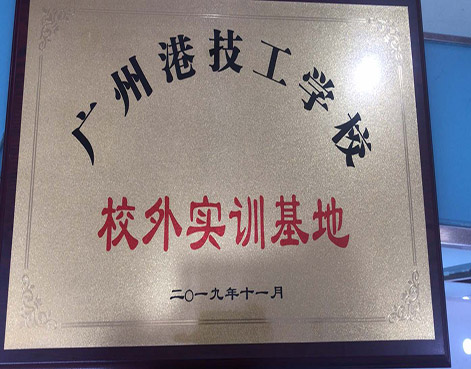 广州港技工学校
校外实训基地
二〇一九年十一月